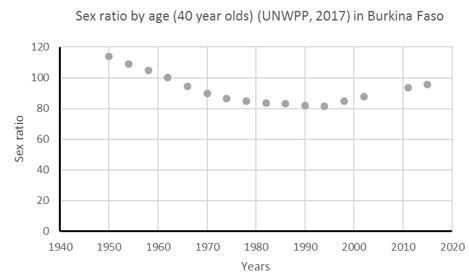 Sex ratio by age (40 year olds) (UNWPP, 2017) in Burkina Faso
120
100
80
60
40
20
0
Sex ratio
1940 1950 1960 1970 1980 1990 2000 2010 2020
Years